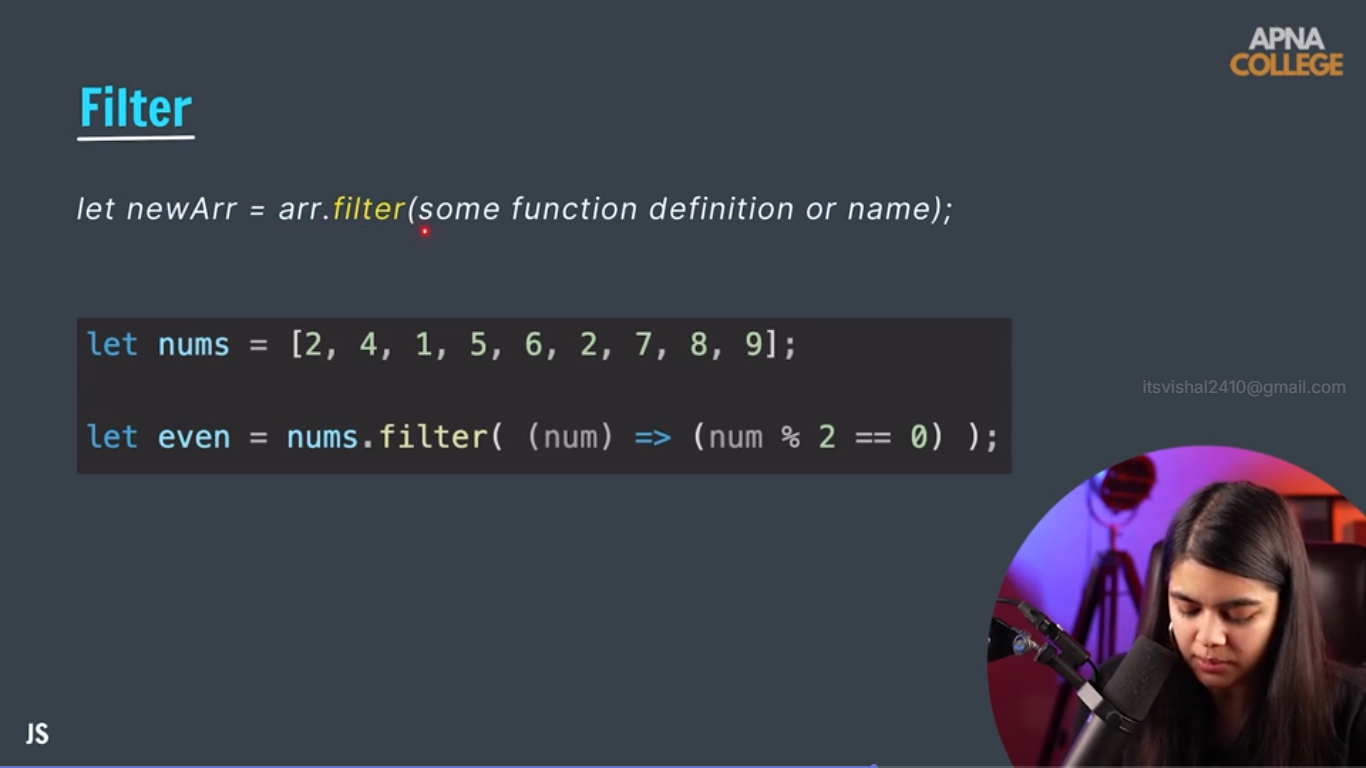 APNA
COLLEGE
Filter
let newArr = arr.filter(some function definition or name);
let nums = [2, 4, 1, 5, 6, 2, 7, 8, 9];
itsvishal2410@gmail.com
let even = nums.filter( (num) => (num % 2 == 0) );
JS